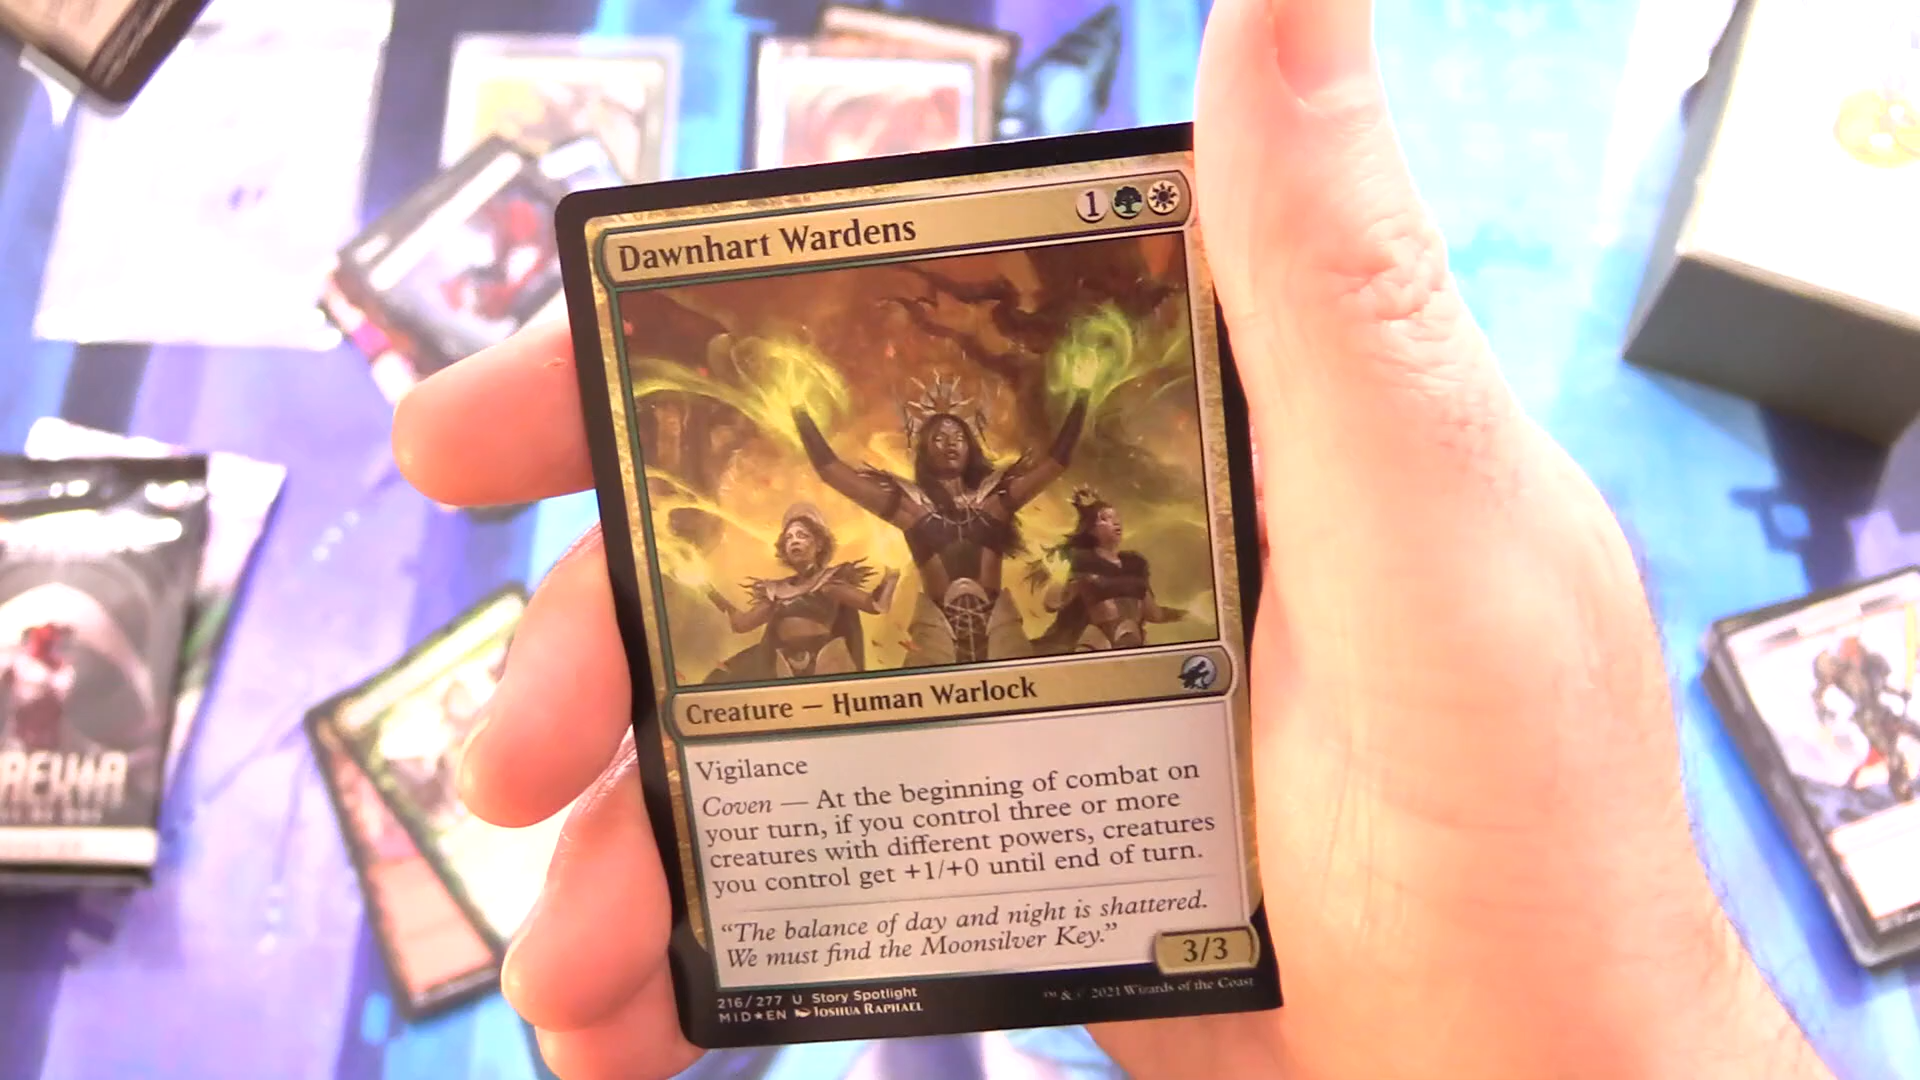 Dawnhart Wardens
1
Creature — Human Warlock
Vigilance
Coven — At the beginning of combat on
your turn, if you control three or more
creatures with different powers, creatures
you control get +1/+0 until end of turn.
“The balance of day and night is shattered.
We must find the Moonsilver Key.”
3/3
216/277 U Story Spotlight
MID★EN Joshua Raphael
™ & © 2021 Wizards of the Coast